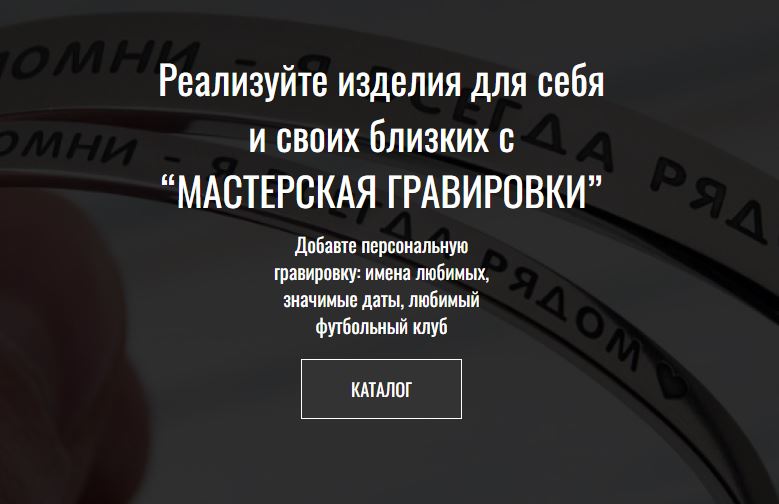 Реализуйте изделия для себя
и своих близких с
“МАСТЕРСКАЯ ГРАВИРОВКИ”
Добавте персональную
гравировку: имена любимых,
значимые даты, любимый
футбольный клуб
КАТАЛОГ
ПОМНИ - Я ВСЕГДА РЯД
ПОМНИ - Я ВСЕГДА РЯДОМ